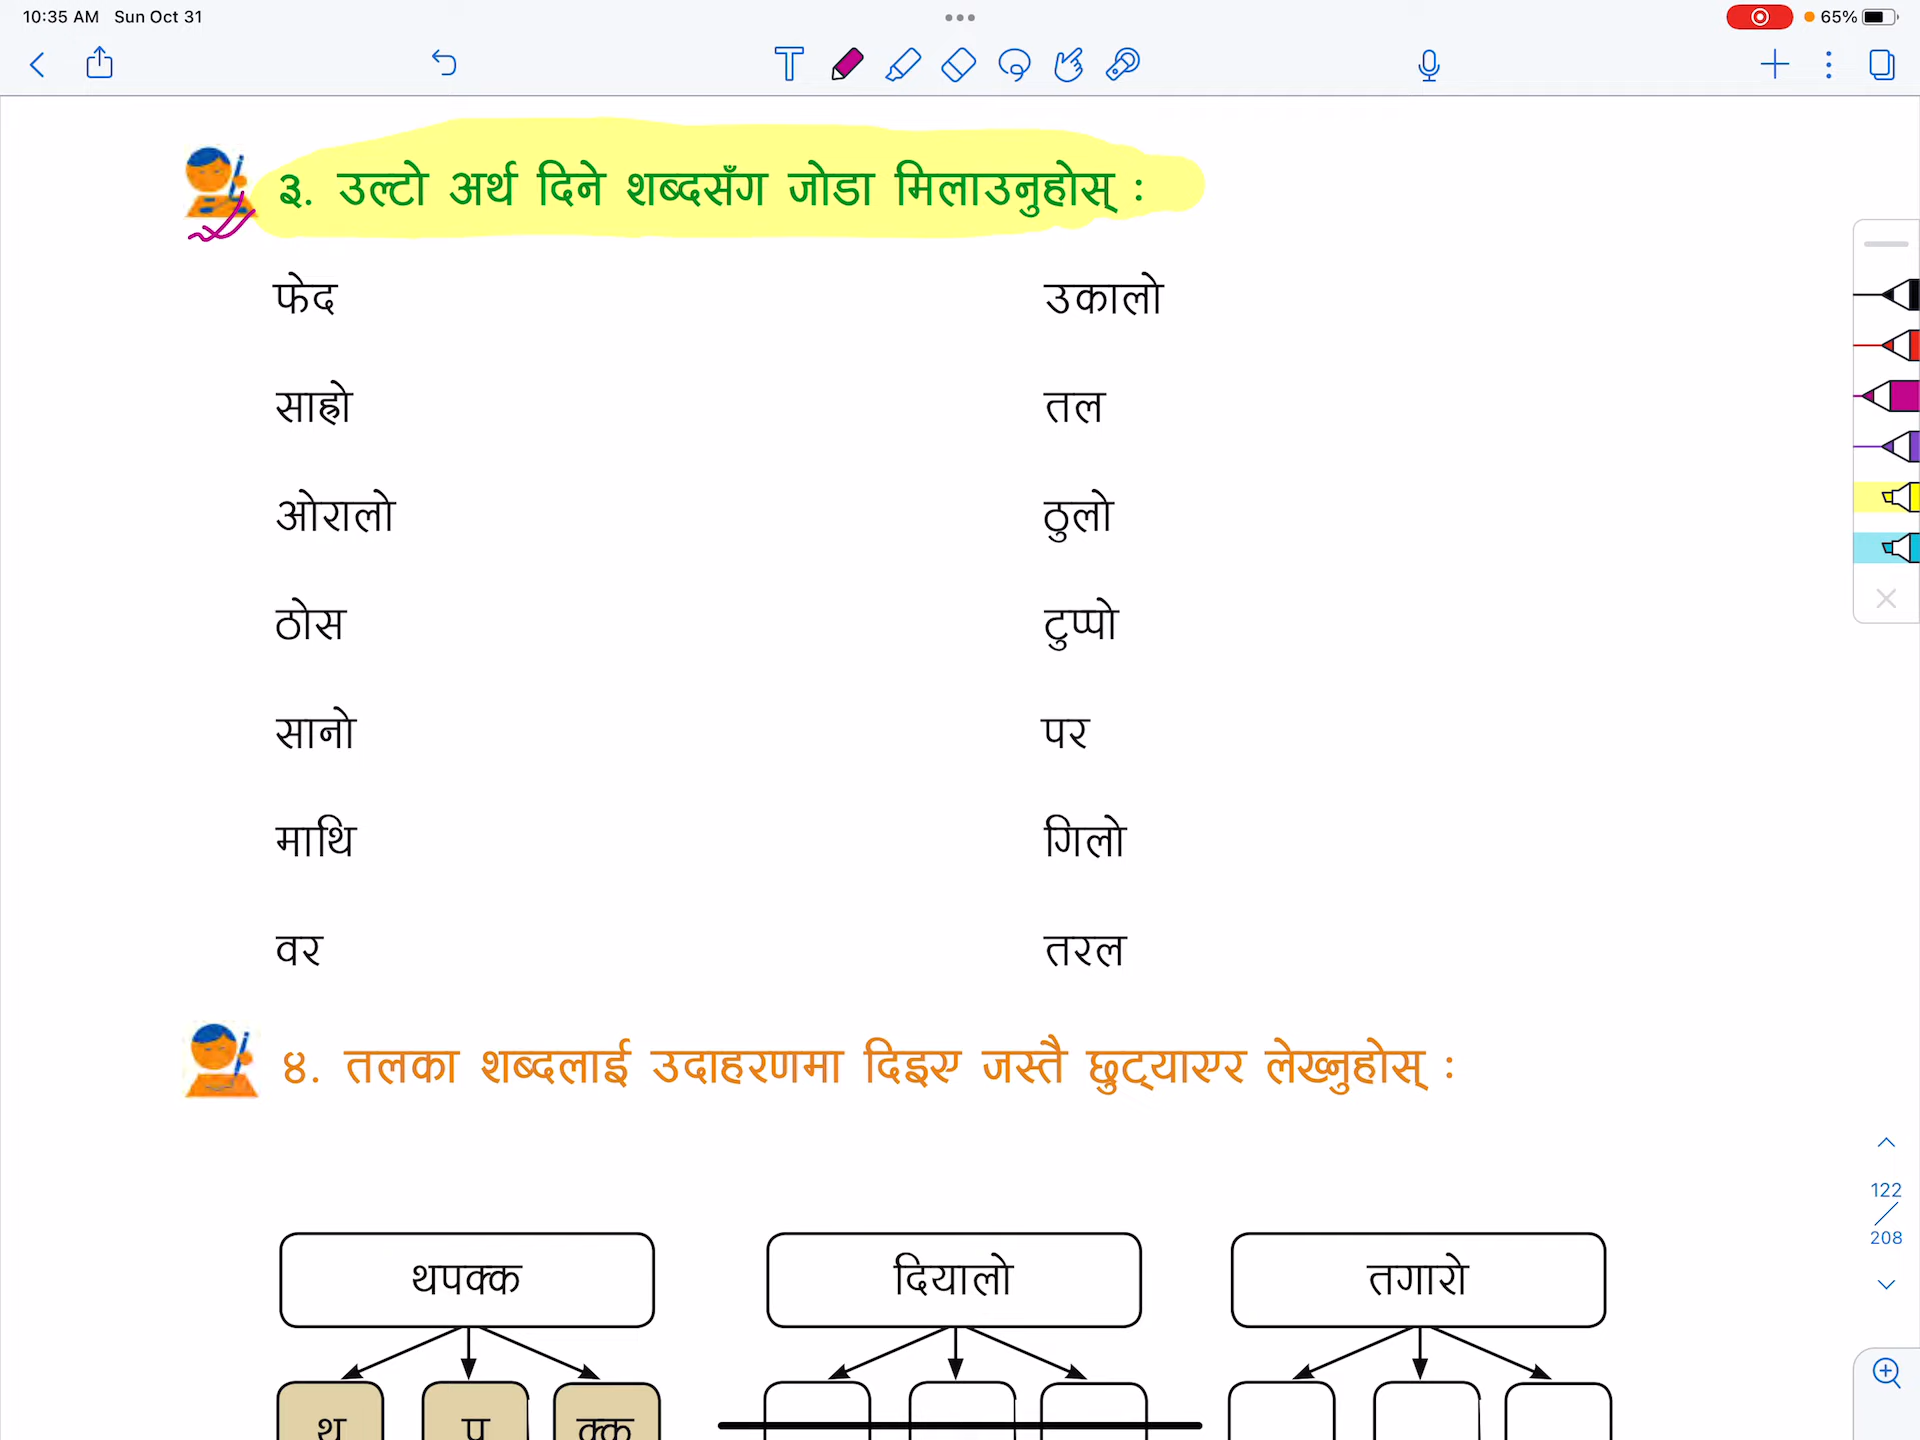 10:35 AM Sun Oct 31
65%
३. उल्टो अर्थ दिने शब्दसँग जोडा मिलाउनुहोस् :
फेद उकालो
साह्रो तल
ओरालो ठुलो
ठोस टुप्पो
सानो पर
माथि गिलो
वर तरल
४. तलका शब्दलाई उदाहरणमा दिइए जस्तै छुट्याएर लेख्नुहोस् :
122
208
थपक्क दियालो तगारो
थ प क्क